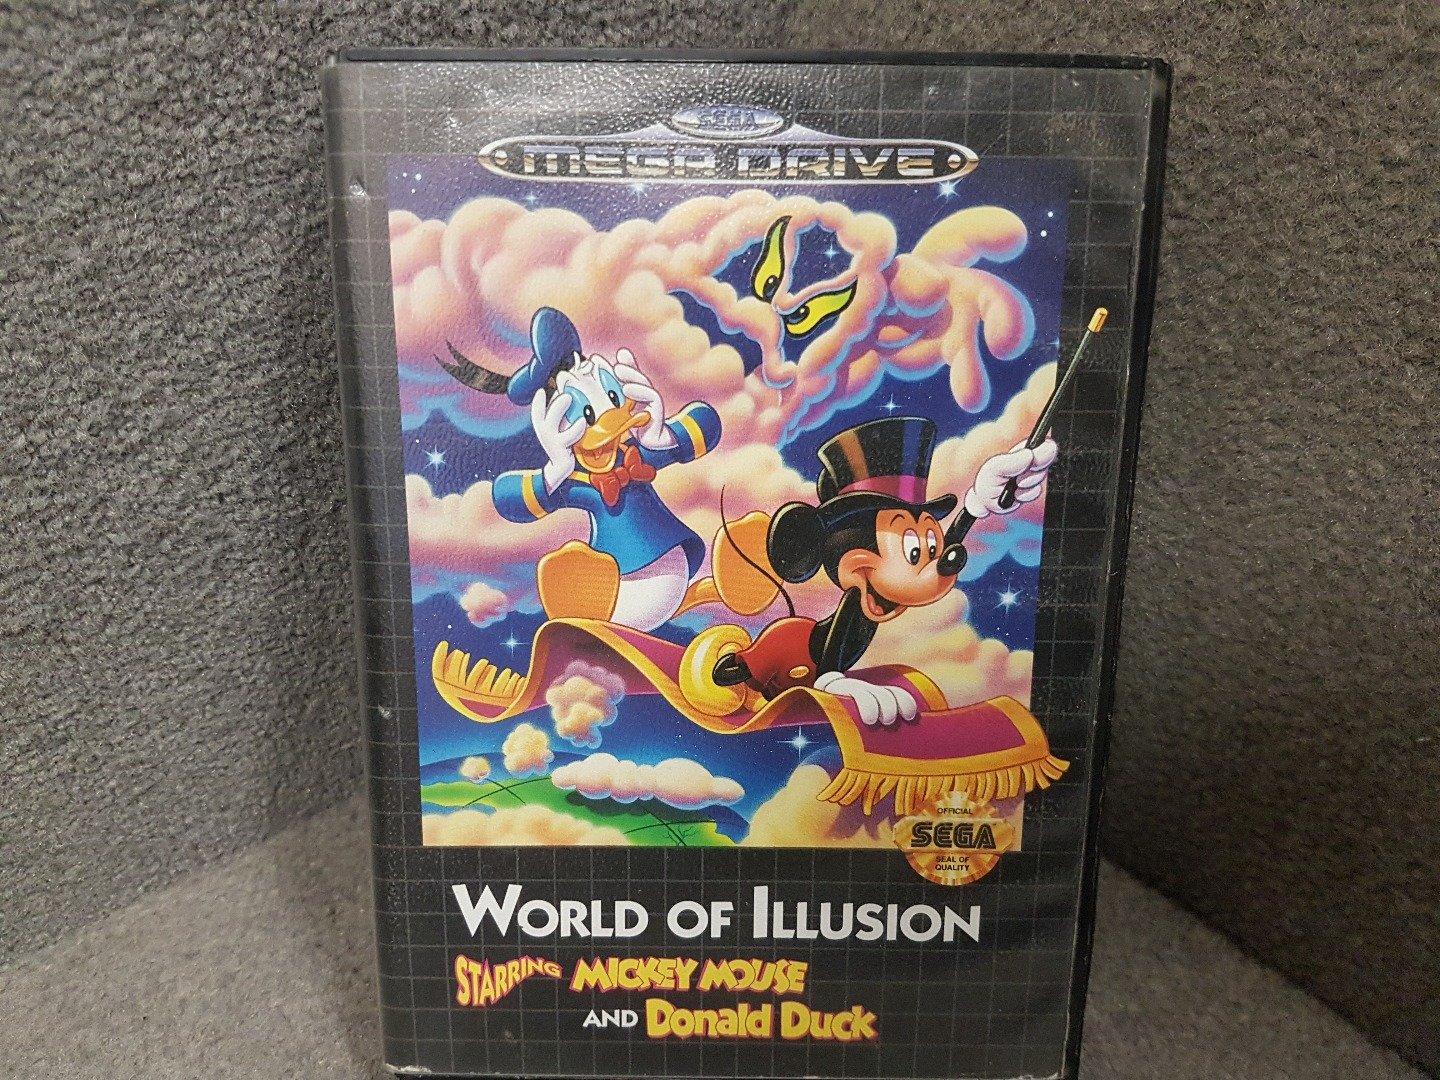 SEGA
MEGA DRIVE
OFFICIAL
SEGA
SEAL OF
QUALITY
WORLD OF ILLUSION
STARRING MICKEY MOUSE
AND Donald Duck